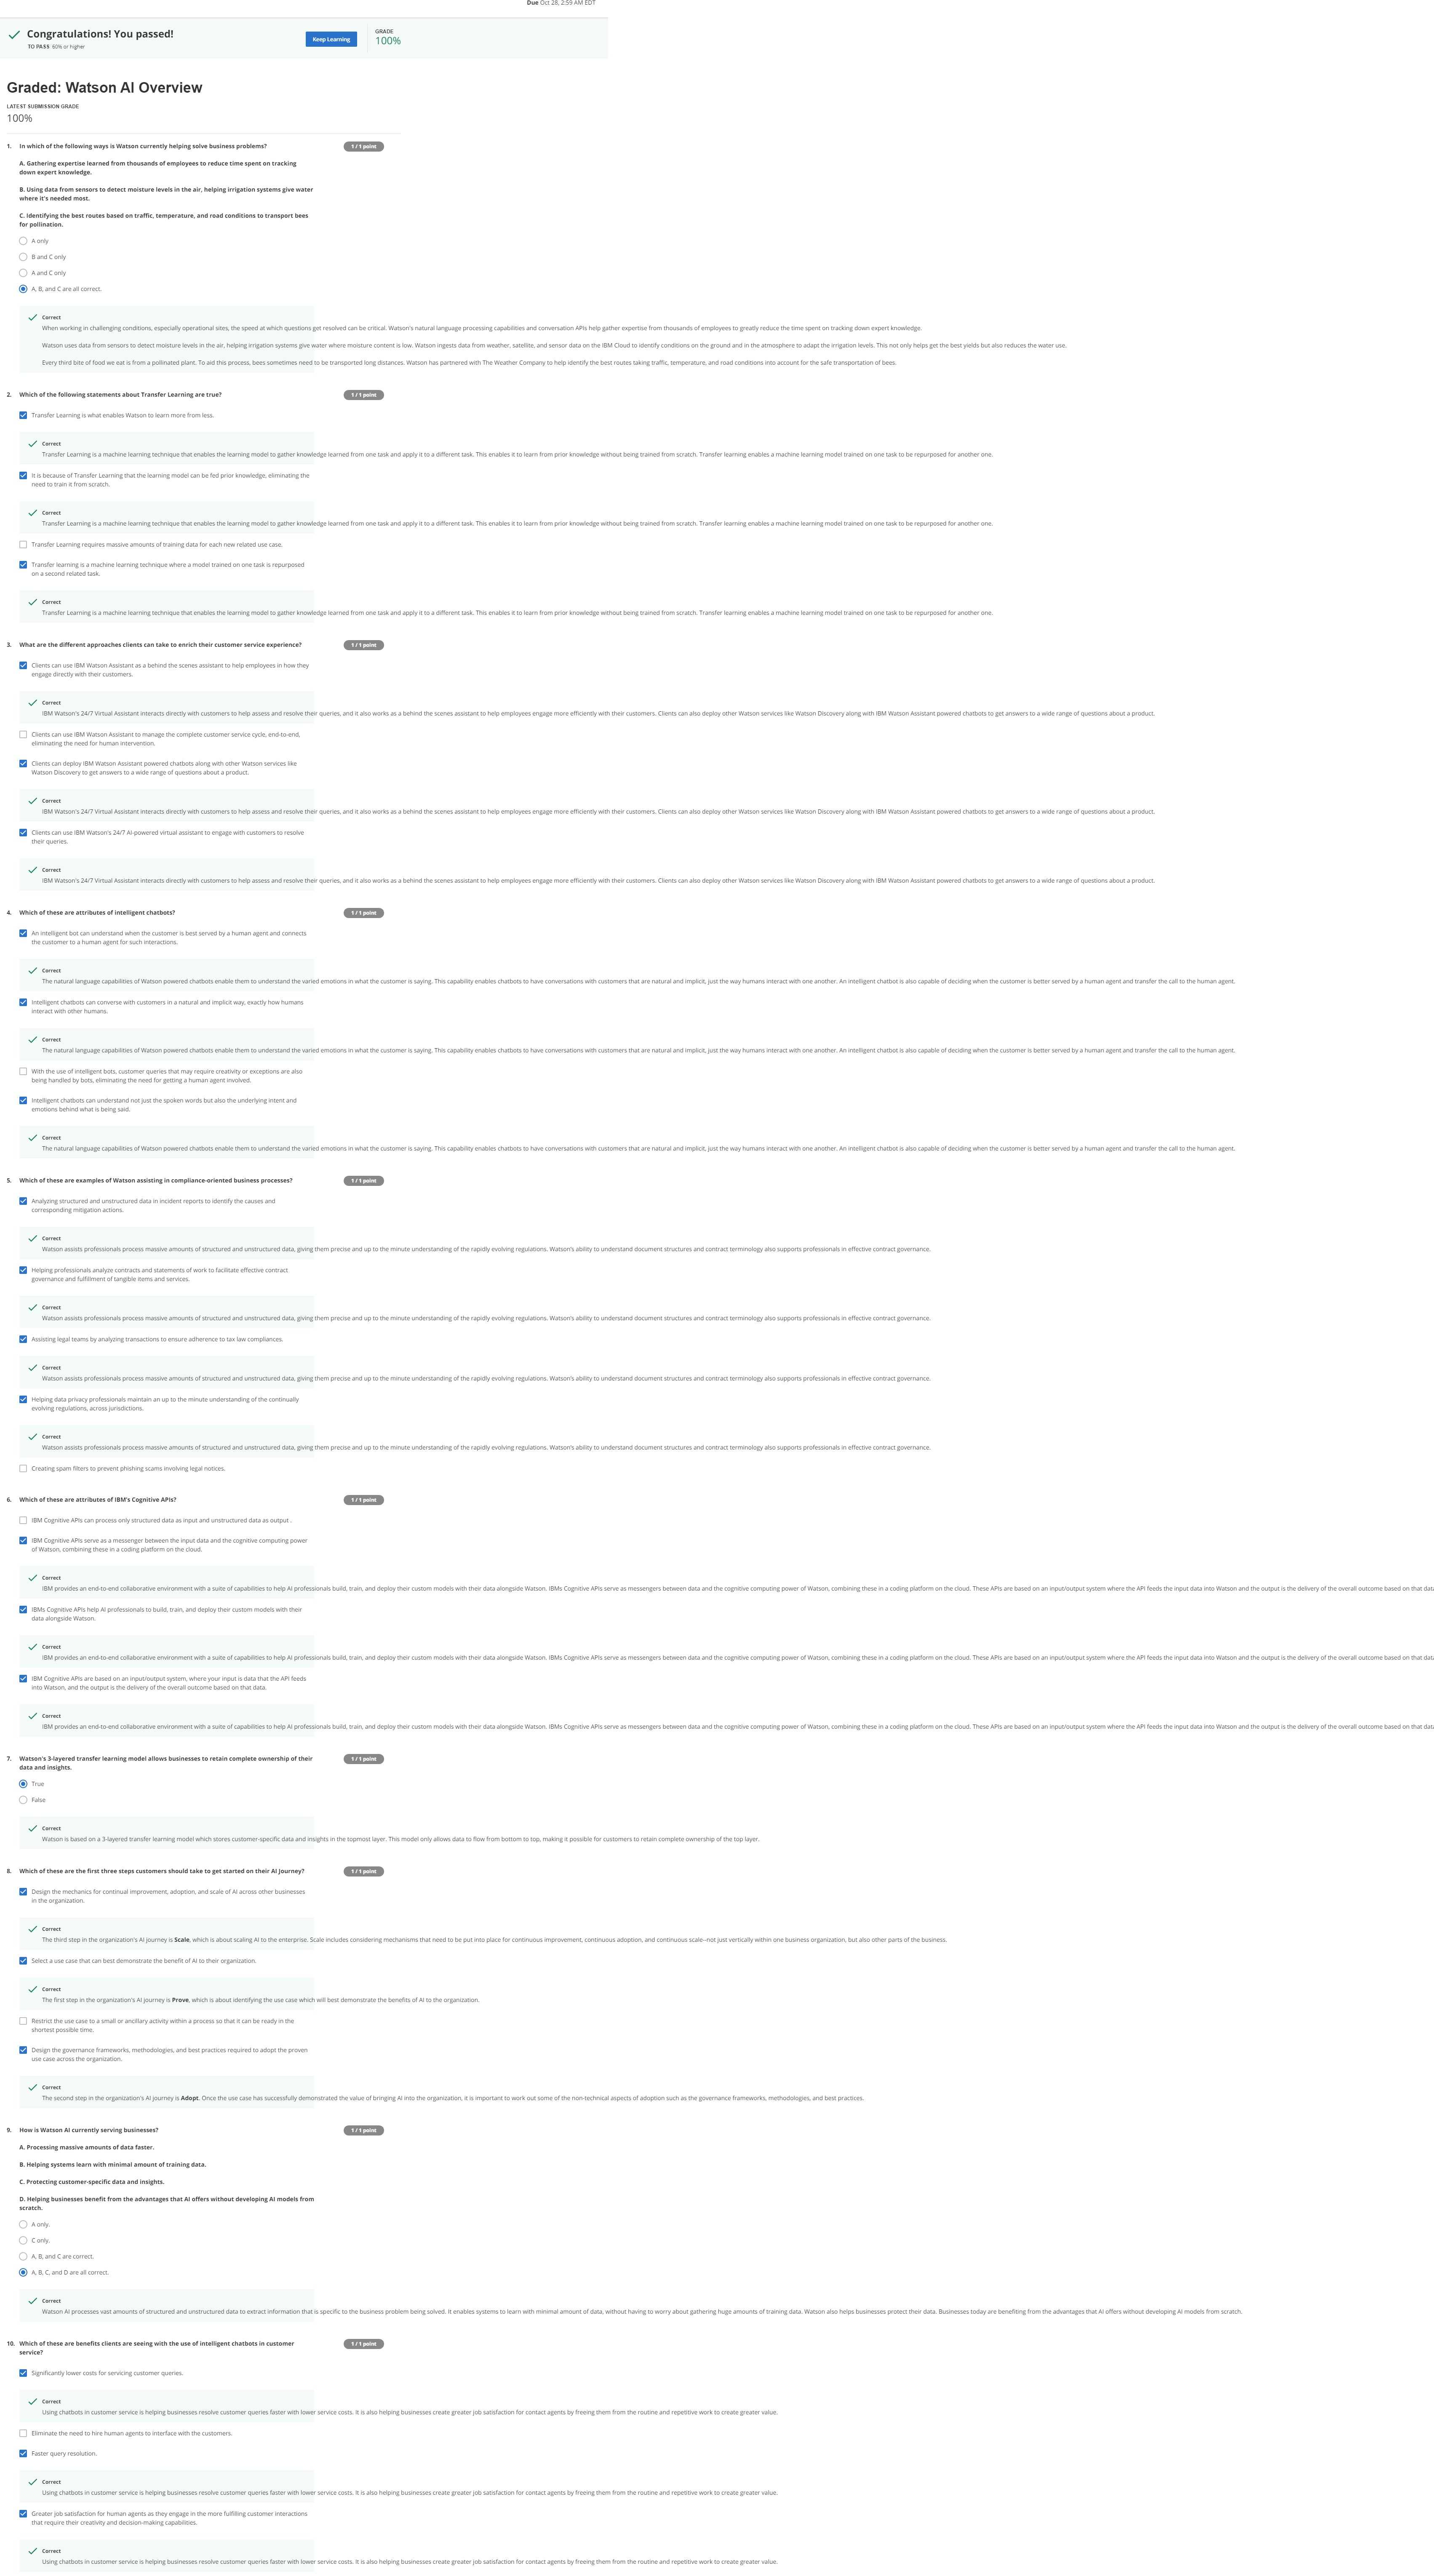 Due Oct 28, 2:59 AM EDT
Congratulations! You passed!
TO PASS 60% or higher
Keep Learning
GRADE
100%
Graded: Watson AI Overview
LATEST SUBMISSION GRADE
100%
1. In which of the following ways is Watson currently helping solve business problems?
1 / 1 point
A. Gathering expertise learned from thousands of employees to reduce time spent on tracking
down expert knowledge.
B. Using data from sensors to detect moisture levels in the air, helping irrigation systems give water
where it's needed most.
C. Identifying the best routes based on traffic, temperature, and road conditions to transport bees
for pollination.
A only
B and C only
A and C only
A, B, and C are all correct.
Correct
When working in challenging conditions, especially operational sites, the speed at which questions get resolved can be critical. Watson's natural language processing capabilities and conversation APIs help gather expertise from thousands of employees to greatly reduce the time spent on tracking down expert knowledge.
Watson uses data from sensors to detect moisture levels in the air, helping irrigation systems give water where moisture content is low. Watson ingests data from weather, satellite, and sensor data on the IBM Cloud to identify conditions on the ground and in the atmosphere to adapt the irrigation levels. This not only helps get the best yields but also reduces the water use.
Every third bite of food we eat is from a pollinated plant. To aid this process, bees sometimes need to be transported long distances. Watson has partnered with The Weather Company to help identify the best routes taking traffic, temperature, and road conditions into account for the safe transportation of bees.
2. Which of the following statements about Transfer Learning are true?
1 / 1 point
Transfer Learning is what enables Watson to learn more from less.
Correct
Transfer Learning is a machine learning technique that enables the learning model to gather knowledge learned from one task and apply it to a different task. This enables it to learn from prior knowledge without being trained from scratch. Transfer learning enables a machine learning model trained on one task to be repurposed for another one.
It is because of Transfer Learning that the learning model can be fed prior knowledge, eliminating the
need to train it from scratch.
Correct
Transfer Learning is a machine learning technique that enables the learning model to gather knowledge learned from one task and apply it to a different task. This enables it to learn from prior knowledge without being trained from scratch. Transfer learning enables a machine learning model trained on one task to be repurposed for another one.
Transfer Learning requires massive amounts of training data for each new related use case.
Transfer learning is a machine learning technique where a model trained on one task is repurposed
on a second related task.
Correct
Transfer Learning is a machine learning technique that enables the learning model to gather knowledge learned from one task and apply it to a different task. This enables it to learn from prior knowledge without being trained from scratch. Transfer learning enables a machine learning model trained on one task to be repurposed for another one.
3. What are the different approaches clients can take to enrich their customer service experience?
1 / 1 point
Clients can use IBM Watson Assistant as a behind the scenes assistant to help employees in how they
engage directly with their customers.
Correct
IBM Watson's 24/7 Virtual Assistant interacts directly with customers to help assess and resolve their queries, and it also works as a behind the scenes assistant to help employees engage more efficiently with their customers. Clients can also deploy other Watson services like Watson Discovery along with IBM Watson Assistant powered chatbots to get answers to a wide range of questions about a product.
Clients can use IBM Watson Assistant to manage the complete customer service cycle, end-to-end,
eliminating the need for human intervention.
Clients can deploy IBM Watson Assistant powered chatbots along with other Watson services like
Watson Discovery to get answers to a wide range of questions about a product.
Correct
IBM Watson's 24/7 Virtual Assistant interacts directly with customers to help assess and resolve their queries, and it also works as a behind the scenes assistant to help employees engage more efficiently with their customers. Clients can also deploy other Watson services like Watson Discovery along with IBM Watson Assistant powered chatbots to get answers to a wide range of questions about a product.
Clients can use IBM Watson's 24/7 AI-powered virtual assistant to engage with customers to resolve
their queries.
Correct
IBM Watson's 24/7 Virtual Assistant interacts directly with customers to help assess and resolve their queries, and it also works as a behind the scenes assistant to help employees engage more efficiently with their customers. Clients can also deploy other Watson services like Watson Discovery along with IBM Watson Assistant powered chatbots to get answers to a wide range of questions about a product.
4. Which of these are attributes of intelligent chatbots?
1 / 1 point
An intelligent bot can understand when the customer is best served by a human agent and connects
the customer to a human agent for such interactions.
Correct
The natural language capabilities of Watson powered chatbots enable them to understand the varied emotions in what the customer is saying. This capability enables chatbots to have conversations with customers that are natural and implicit, just the way humans interact with one another. An intelligent chatbot is also capable of deciding when the customer is better served by a human agent and transfer the call to the human agent.
Intelligent chatbots can converse with customers in a natural and implicit way, exactly how humans
interact with other humans.
Correct
The natural language capabilities of Watson powered chatbots enable them to understand the varied emotions in what the customer is saying. This capability enables chatbots to have conversations with customers that are natural and implicit, just the way humans interact with one another. An intelligent chatbot is also capable of deciding when the customer is better served by a human agent and transfer the call to the human agent.
With the use of intelligent bots, customer queries that may require creativity or exceptions are also
being handled by bots, eliminating the need for getting a human agent involved.
Intelligent chatbots can understand not just the spoken words but also the underlying intent and
emotions behind what is being said.
Correct
The natural language capabilities of Watson powered chatbots enable them to understand the varied emotions in what the customer is saying. This capability enables chatbots to have conversations with customers that are natural and implicit, just the way humans interact with one another. An intelligent chatbot is also capable of deciding when the customer is better served by a human agent and transfer the call to the human agent.
5. Which of these are examples of Watson assisting in compliance-oriented business processes?
1 / 1 point
Analyzing structured and unstructured data in incident reports to identify the causes and
corresponding mitigation actions.
Correct
Watson assists professionals process massive amounts of structured and unstructured data, giving them precise and up to the minute understanding of the rapidly evolving regulations. Watson's ability to understand document structures and contract terminology also supports professionals in effective contract governance.
Helping professionals analyze contracts and statements of work to facilitate effective contract
governance and fulfillment of tangible items and services.
Correct
Watson assists professionals process massive amounts of structured and unstructured data, giving them precise and up to the minute understanding of the rapidly evolving regulations. Watson's ability to understand document structures and contract terminology also supports professionals in effective contract governance.
Assisting legal teams by analyzing transactions to ensure adherence to tax law compliances.
Correct
Watson assists professionals process massive amounts of structured and unstructured data, giving them precise and up to the minute understanding of the rapidly evolving regulations. Watson's ability to understand document structures and contract terminology also supports professionals in effective contract governance.
Helping data privacy professionals maintain an up to the minute understanding of the continually
evolving regulations, across jurisdictions.
Correct
Watson assists professionals process massive amounts of structured and unstructured data, giving them precise and up to the minute understanding of the rapidly evolving regulations. Watson's ability to understand document structures and contract terminology also supports professionals in effective contract governance.
Creating spam filters to prevent phishing scams involving legal notices.
6. Which of these are attributes of IBM's Cognitive APIs?
1 / 1 point
IBM Cognitive APIs can process only structured data as input and unstructured data as output .
IBM Cognitive APIs serve as a messenger between the input data and the cognitive computing power
of Watson, combining these in a coding platform on the cloud.
Correct
IBM provides an end-to-end collaborative environment with a suite of capabilities to help AI professionals build, train, and deploy their custom models with their data alongside Watson. IBMs Cognitive APIs serve as messengers between data and the cognitive computing power of Watson, combining these in a coding platform on the cloud. These APIs are based on an input/output system where the API feeds the input data into Watson and the output is the delivery of the overall outcome based on that data
IBMs Cognitive APIs help AI professionals to build, train, and deploy their custom models with their
data alongside Watson.
Correct
IBM provides an end-to-end collaborative environment with a suite of capabilities to help AI professionals build, train, and deploy their custom models with their data alongside Watson. IBMs Cognitive APIs serve as messengers between data and the cognitive computing power of Watson, combining these in a coding platform on the cloud. These APIs are based on an input/output system where the API feeds the input data into Watson and the output is the delivery of the overall outcome based on that data
IBM Cognitive APIs are based on an input/output system, where your input is data that the API feeds
into Watson, and the output is the delivery of the overall outcome based on that data.
Correct
IBM provides an end-to-end collaborative environment with a suite of capabilities to help AI professionals build, train, and deploy their custom models with their data alongside Watson. IBMs Cognitive APIs serve as messengers between data and the cognitive computing power of Watson, combining these in a coding platform on the cloud. These APIs are based on an input/output system where the API feeds the input data into Watson and the output is the delivery of the overall outcome based on that data
7. Watson's 3-layered transfer learning model allows businesses to retain complete ownership of their
data and insights.
1 / 1 point
True
False
Correct
Watson is based on a 3-layered transfer learning model which stores customer-specific data and insights in the topmost layer. This model only allows data to flow from bottom to top, making it possible for customers to retain complete ownership of the top layer.
8. Which of these are the first three steps customers should take to get started on their AI Journey?
1 / 1 point
Design the mechanics for continual improvement, adoption, and scale of AI across other businesses
in the organization.
Correct
The third step in the organization's AI journey is Scale, which is about scaling AI to the enterprise. Scale includes considering mechanisms that need to be put into place for continuous improvement, continuous adoption, and continuous scale--not just vertically within one business organization, but also other parts of the business.
Select a use case that can best demonstrate the benefit of AI to their organization.
Correct
The first step in the organization's AI journey is Prove, which is about identifying the use case which will best demonstrate the benefits of AI to the organization.
Restrict the use case to a small or ancillary activity within a process so that it can be ready in the
shortest possible time.
Design the governance frameworks, methodologies, and best practices required to adopt the proven
use case across the organization.
Correct
The second step in the organization's AI journey is Adopt. Once the use case has successfully demonstrated the value of bringing AI into the organization, it is important to work out some of the non-technical aspects of adoption such as the governance frameworks, methodologies, and best practices.
9. How is Watson AI currently serving businesses?
1 / 1 point
A. Processing massive amounts of data faster.
B. Helping systems learn with minimal amount of training data.
C. Protecting customer-specific data and insights.
D. Helping businesses benefit from the advantages that AI offers without developing AI models from
scratch.
A only.
C only.
A, B, and C are correct.
A, B, C, and D are all correct.
Correct
Watson AI processes vast amounts of structured and unstructured data to extract information that is specific to the business problem being solved. It enables systems to learn with minimal amount of data, without having to worry about gathering huge amounts of training data. Watson also helps businesses protect their data. Businesses today are benefiting from the advantages that AI offers without developing AI models from scratch.
10. Which of these are benefits clients are seeing with the use of intelligent chatbots in customer
service?
1 / 1 point
Significantly lower costs for servicing customer queries.
Correct
Using chatbots in customer service is helping businesses resolve customer queries faster with lower service costs. It is also helping businesses create greater job satisfaction for contact agents by freeing them from the routine and repetitive work to create greater value.
Eliminate the need to hire human agents to interface with the customers.
Faster query resolution.
Correct
Using chatbots in customer service is helping businesses resolve customer queries faster with lower service costs. It is also helping businesses create greater job satisfaction for contact agents by freeing them from the routine and repetitive work to create greater value.
Greater job satisfaction for human agents as they engage in the more fulfilling customer interactions
that require their creativity and decision-making capabilities.
Correct
Using chatbots in customer service is helping businesses resolve customer queries faster with lower service costs. It is also helping businesses create greater job satisfaction for contact agents by freeing them from the routine and repetitive work to create greater value.